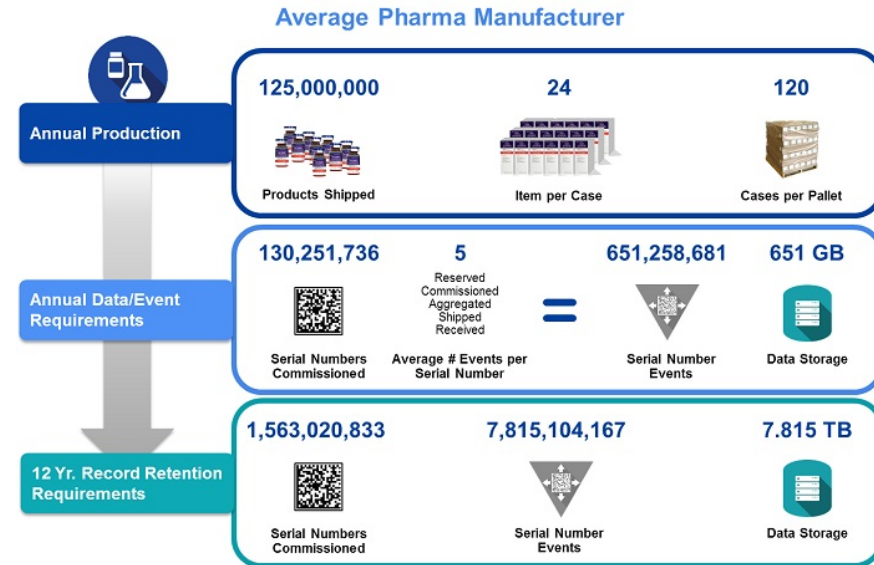 Average Pharma Manufacturer
Annual Production
125,000,000
24
120
Products Shipped
Item per Case
Cases per Pallet
Annual Data/Event
Requirements
130,251,736
5
651,258,681
651 GB
Reserved
Commissioned
Aggregated
Shipped
Received
=
Serial Numbers
Commissioned
Average # Events per
Serial Number
Serial Number
Events
Data Storage
12 Yr. Record Retention
Requirements
1,563,020,833
7,815,104,167
7.815 TB
Serial Numbers
Commissioned
Serial Number
Events
Data Storage